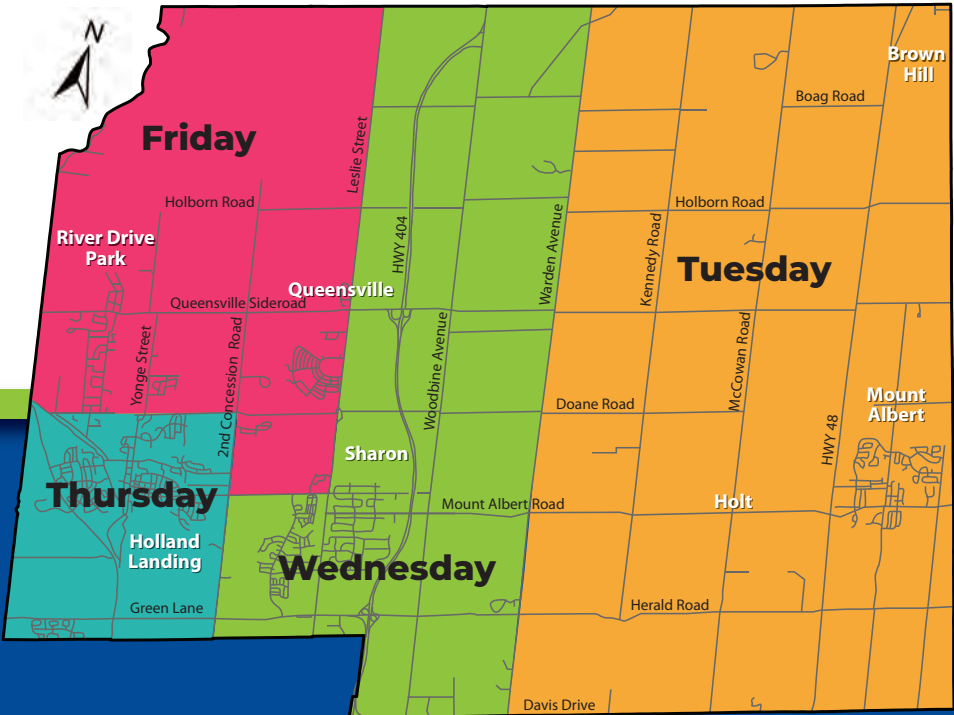 N
Brown
Hill
Boag Road
Friday
Leslie Street
Holborn Road
Holborn Road
River Drive
Park
HWY 404
Warden Avenue
Kennedy Road
Tuesday
Queensville
Queensville Sideroad
Yonge Street
2nd Concession Road
Woodbine Avenue
McCowan Road
Mount
Albert
Doane Road
HWY 48
Sharon
Thursday
Mount Albert Road
Holt
Holland
Landing
Wednesday
Green Lane
Herald Road
Davis Drive